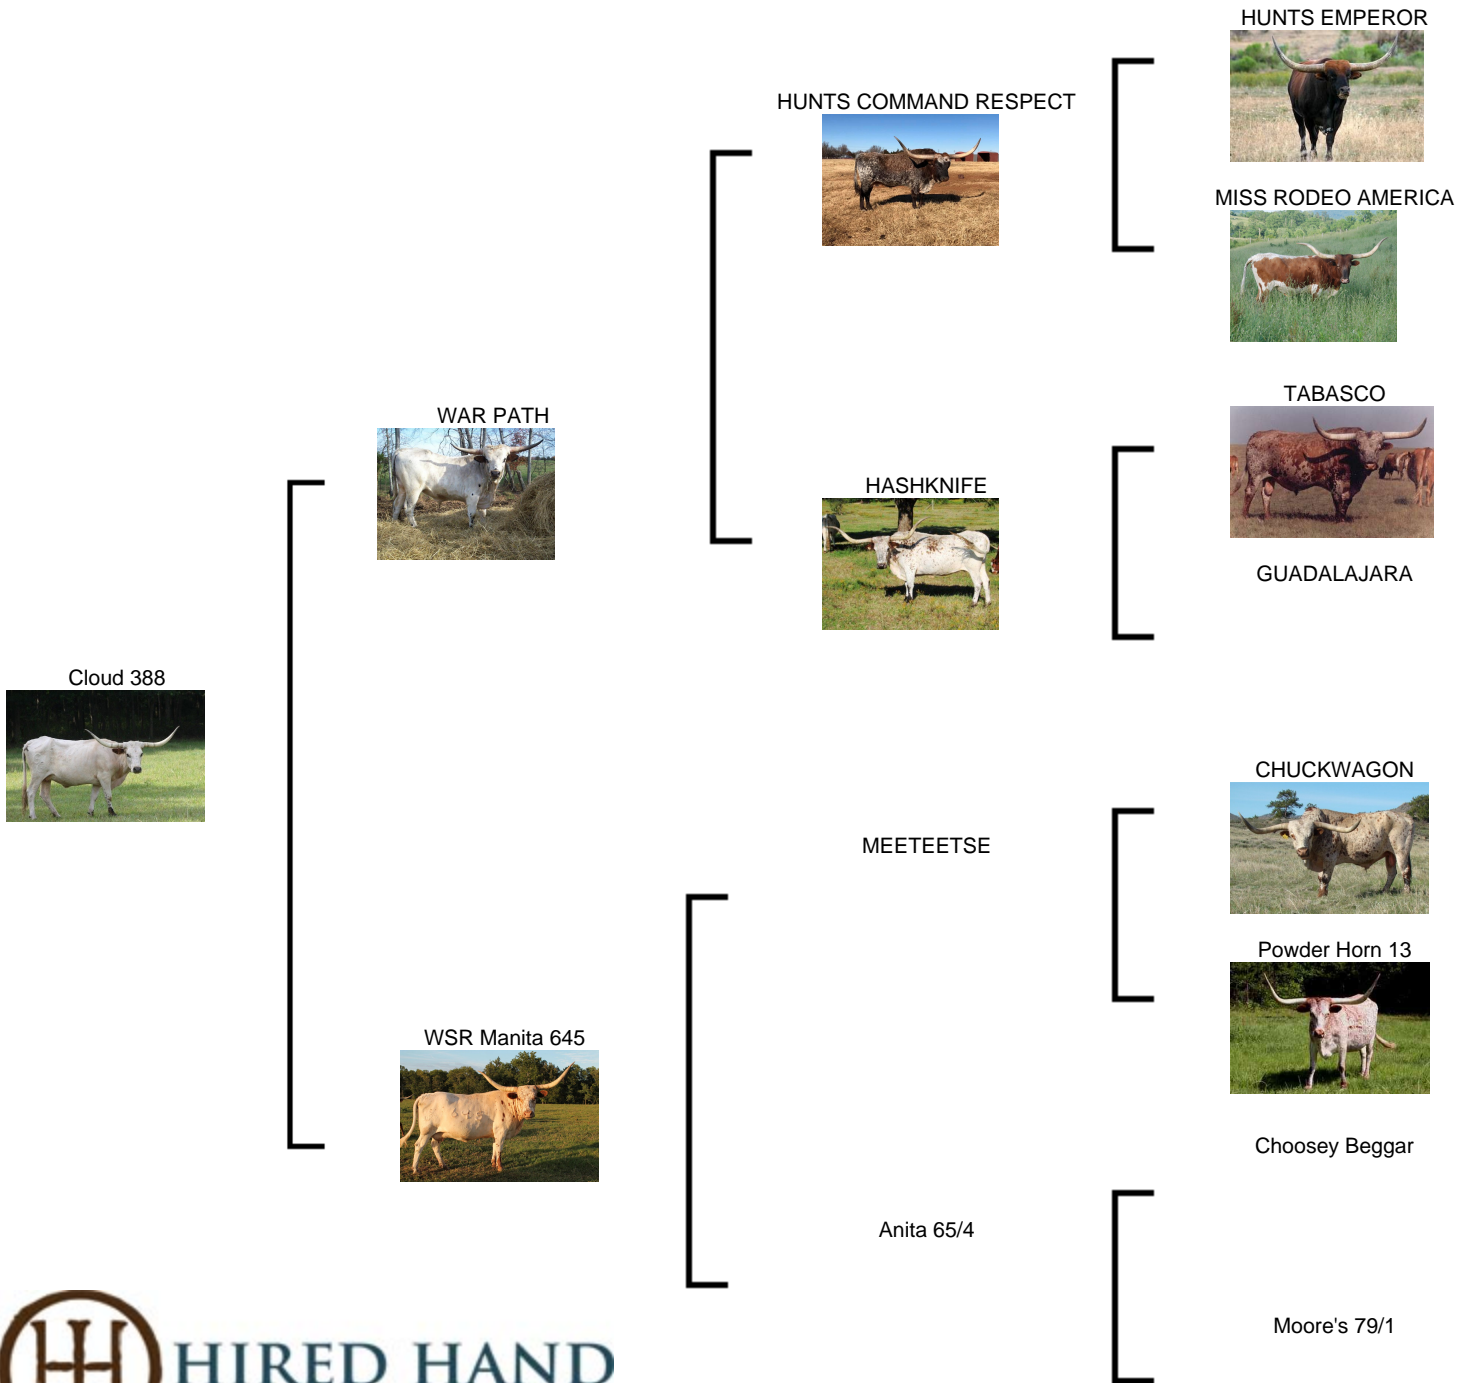 HUNTS EMPEROR
HUNTS COMMAND RESPECT
MISS RODEO AMERICA
TABASCO
WAR PATH
HASHKNIFE
GUADALAJARA
Cloud 388
CHUCKWAGON
MEETEETSE
Powder Horn 13
WSR Manita 645
Choosey Beggar
Anita 65/4
Moore's 79/1
HIRED HAND